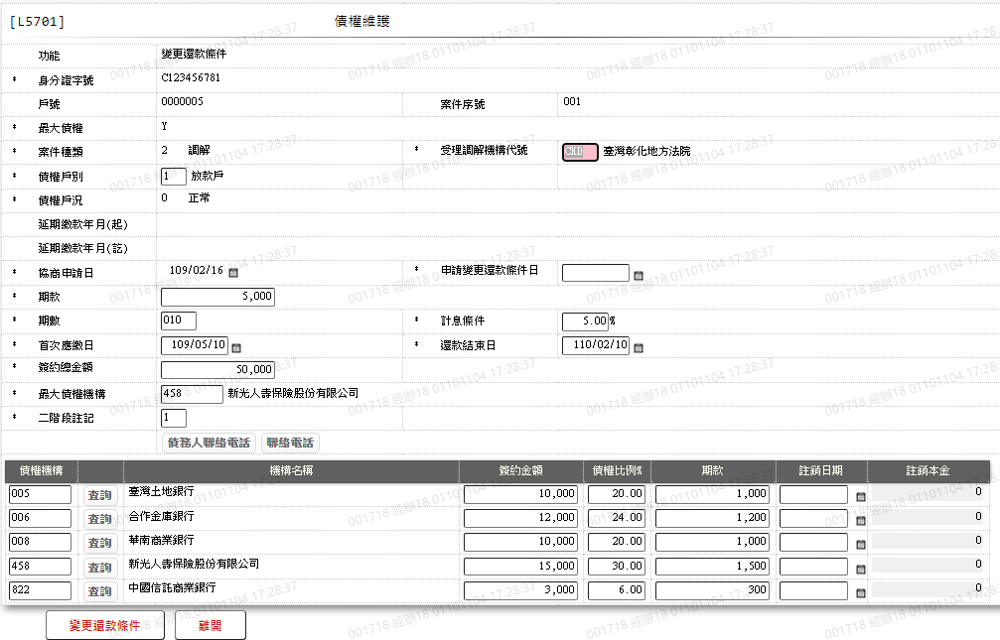 [L5701] 債權維護
功能 變更還款條件
* 身分證字號 C123456781
戶號 0000005 案件序號 001
* 最大債權 Y
* 案件種類 2 調解 * 受理調解機構代號 CHD 臺灣彰化地方法院
* 債權戶別 1 放款戶
* 債權戶況 0 正常
延期繳款年月(起)
延期繳款年月(訖)
* 協商申請日 109/02/16 * 申請變更還款條件日
* 期款 5,000
* 期數 010 * 計息條件 5.00%
* 首次應繳日 109/05/10 * 還款結束日 110/02/10
* 簽約總金額 50,000
* 最大債權機構 458 新光人壽保險股份有限公司
* 二階段註記 1
債務人聯絡電話 聯絡電話
債權機構 機構名稱 簽約金額 債權比例% 期款 註銷日期 註銷本金
005 查詢 臺灣土地銀行 10,000 20.00 1,000 0
006 查詢 合作金庫銀行 12,000 24.00 1,200 0
008 查詢 華南商業銀行 10,000 20.00 1,000 0
458 查詢 新光人壽保險股份有限公司 15,000 30.00 1,500 0
822 查詢 中國信託商業銀行 3,000 6.00 300 0
變更還款條件 離開
001718 經辦18 01101104 17:28:37